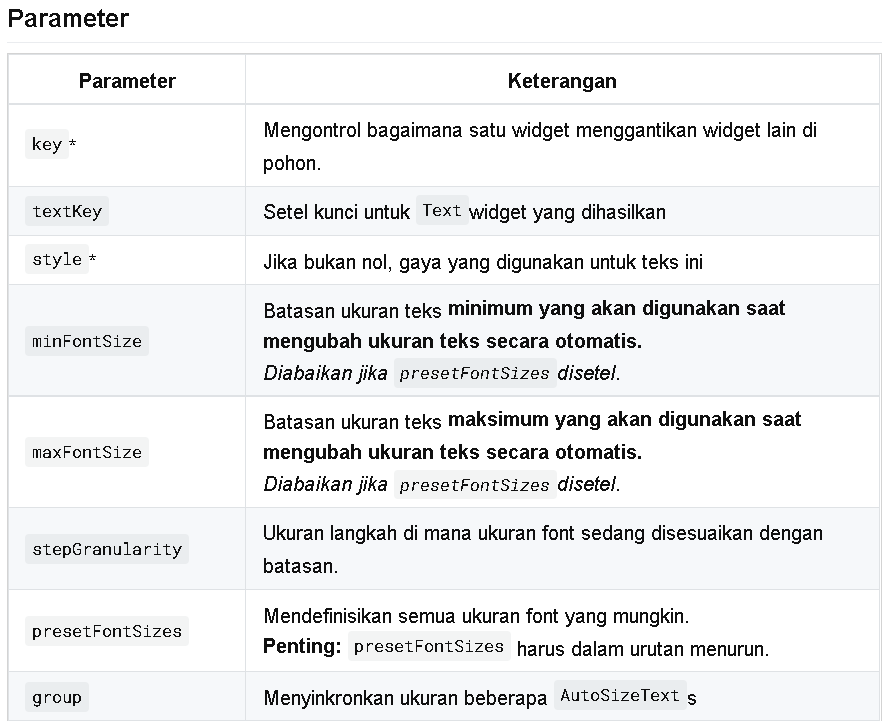 Parameter
Parameter Keterangan
key * Mengontrol bagaimana satu widget menggantikan widget lain di
pohon.
textKey Setel kunci untuk Text widget yang dihasilkan
style * Jika bukan nol, gaya yang digunakan untuk teks ini
minFontSize Batasan ukuran teks minimum yang akan digunakan saat
mengubah ukuran teks secara otomatis.
Diabaikan jika presetFontSizes disetel.
maxFontSize Batasan ukuran teks maksimum yang akan digunakan saat
mengubah ukuran teks secara otomatis.
Diabaikan jika presetFontSizes disetel.
stepGranularity Ukuran langkah di mana ukuran font sedang disesuaikan dengan
batasan.
presetFontSizes Mendefinisikan semua ukuran font yang mungkin.
Penting: presetFontSizes harus dalam urutan menurun.
group Menyinkronkan ukuran beberapa AutoSizeText s